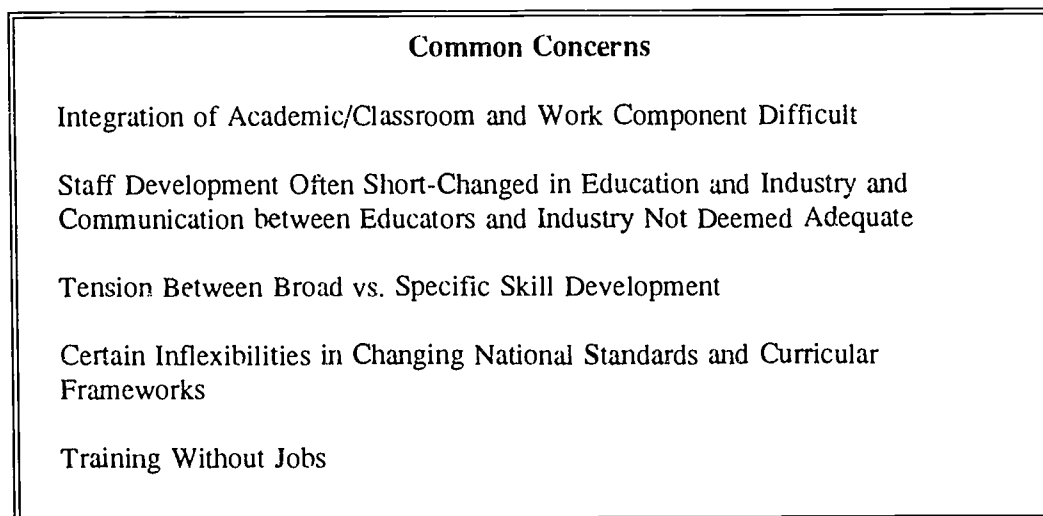 Common Concerns
Integration of Academic/Classroom and Work Component Difficult
Staff Development Often Short-Changed in Education and Industry and
Communication between Educators and Industry Not Deemed Adequate
Tension Between Broad vs. Specific Skill Development
Certain Inflexibilities in Changing National Standards and Curricular
Frameworks
Training Without Jobs